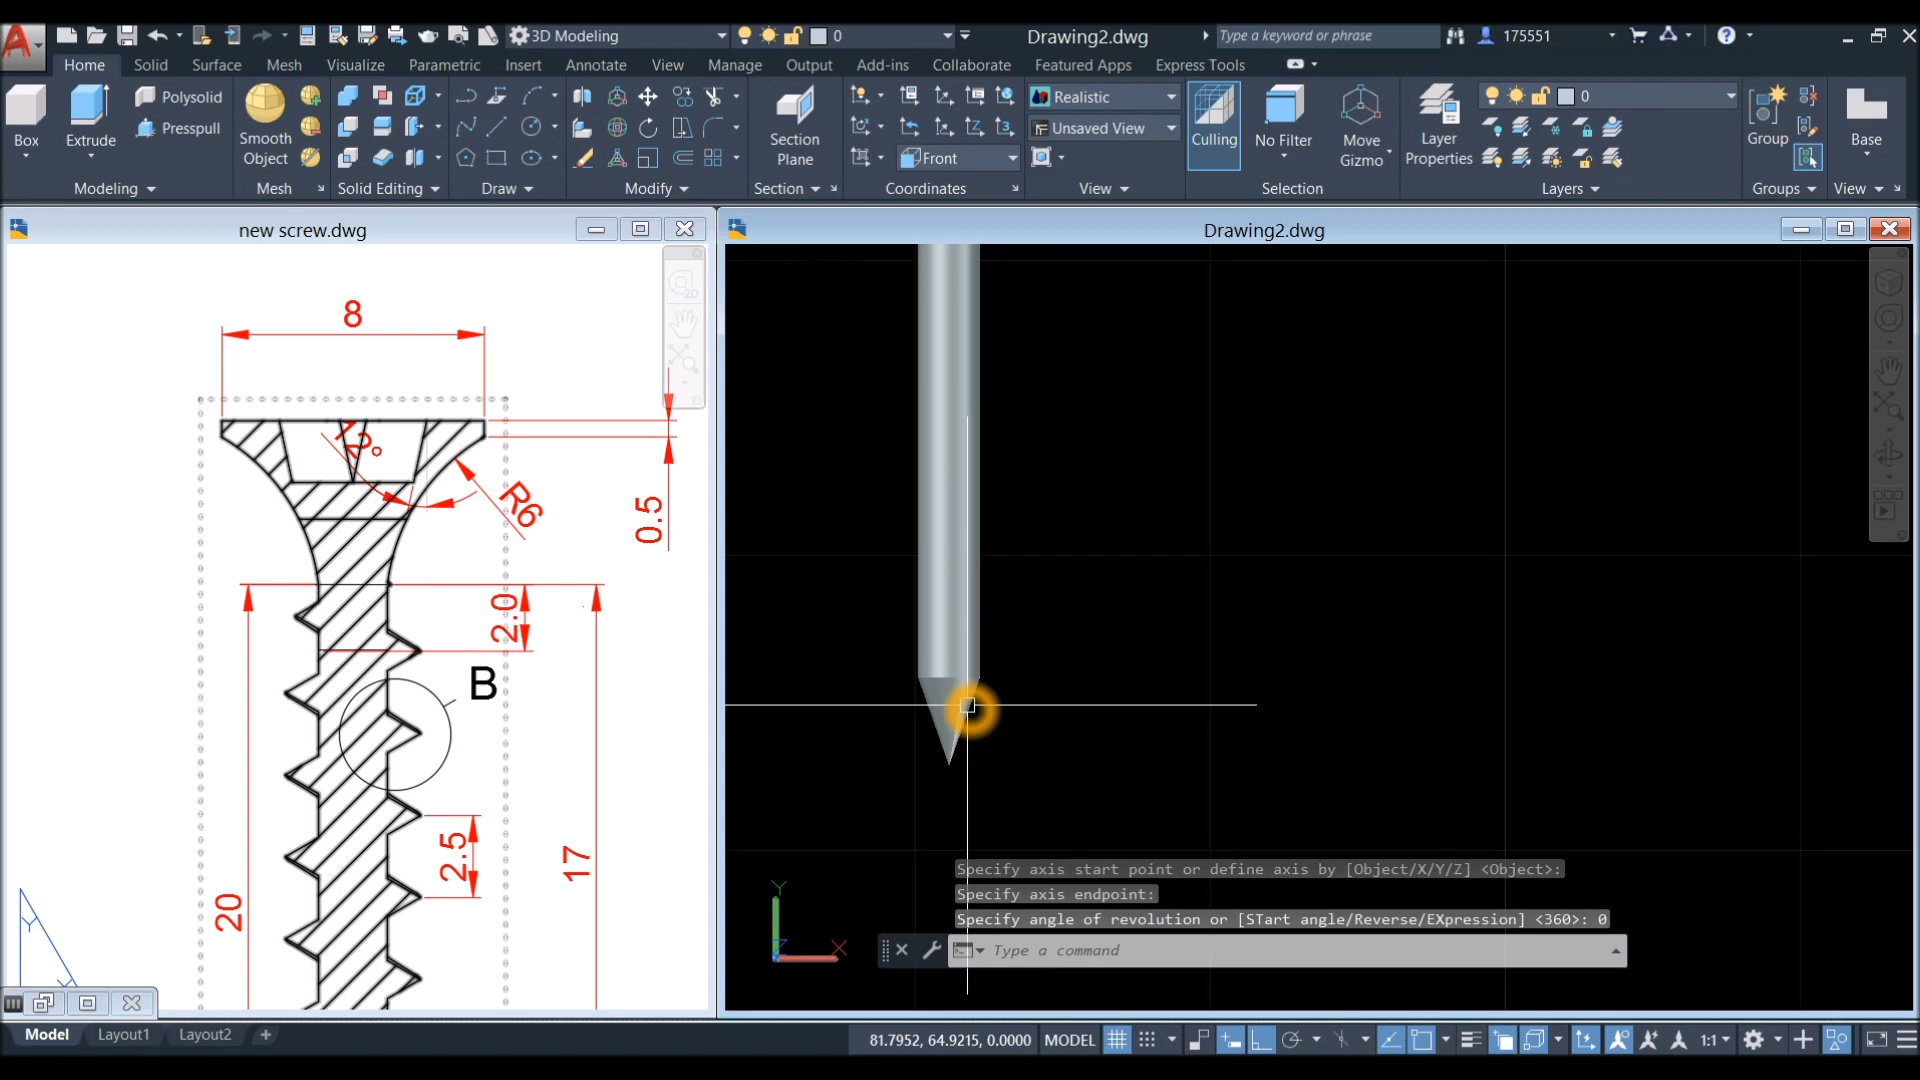 3D Modeling
0
Drawing2.dwg
Type a keyword or phrase
175551
Home
Solid
Surface
Mesh
Visualize
Parametric
Insert
Annotate
View
Manage
Output
Add-ins
Collaborate
Featured Apps
Express Tools
Box
Extrude
Polysolid
Presspull
Smooth
Object
Section
Plane
Realistic
Unsaved View
Front
Culling
No Filter
Move
Gizmo
Layer
Properties
0
Group
Base
Modeling
Mesh
Solid Editing
Draw
Modify
Section
Coordinates
View
Selection
Layers
Groups
View
new screw.dwg
Drawing2.dwg
8
12°
R6
0.5
2.0
B
2.5
17
20
Y
Y
X
Specify axis start point or define axis by [Object/X/Y/Z] <Object>:
Specify axis endpoint:
Specify angle of revolution or [STart angle/Reverse/EXpression] <360>: 0
Type a command
Model
Layout1
Layout2
81.7952, 64.9215, 0.0000
MODEL
1:1